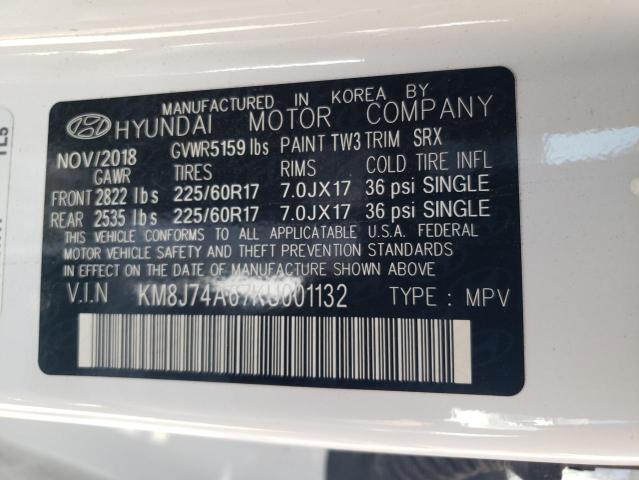 MANUFACTURED IN KOREA BY
HYUNDAI MOTOR COMPANY
NOV/2018 GVWR5159 lbs PAINT TW3 TRIM SRX
GAWR TIRES RIMS COLD TIRE INFL
FRONT 2822 lbs 225/60R17 7.0JX17 36 psi SINGLE
REAR 2535 lbs 225/60R17 7.0JX17 36 psi SINGLE
THIS VEHICLE CONFORMS TO ALL APPLICABLE U.S.A. FEDERAL
MOTOR VEHICLE SAFETY AND THEFT PREVENTION STANDARDS
IN EFFECT ON THE DATE OF MANUFACTURE SHOWN ABOVE.
V.I.N TYPE : MPV